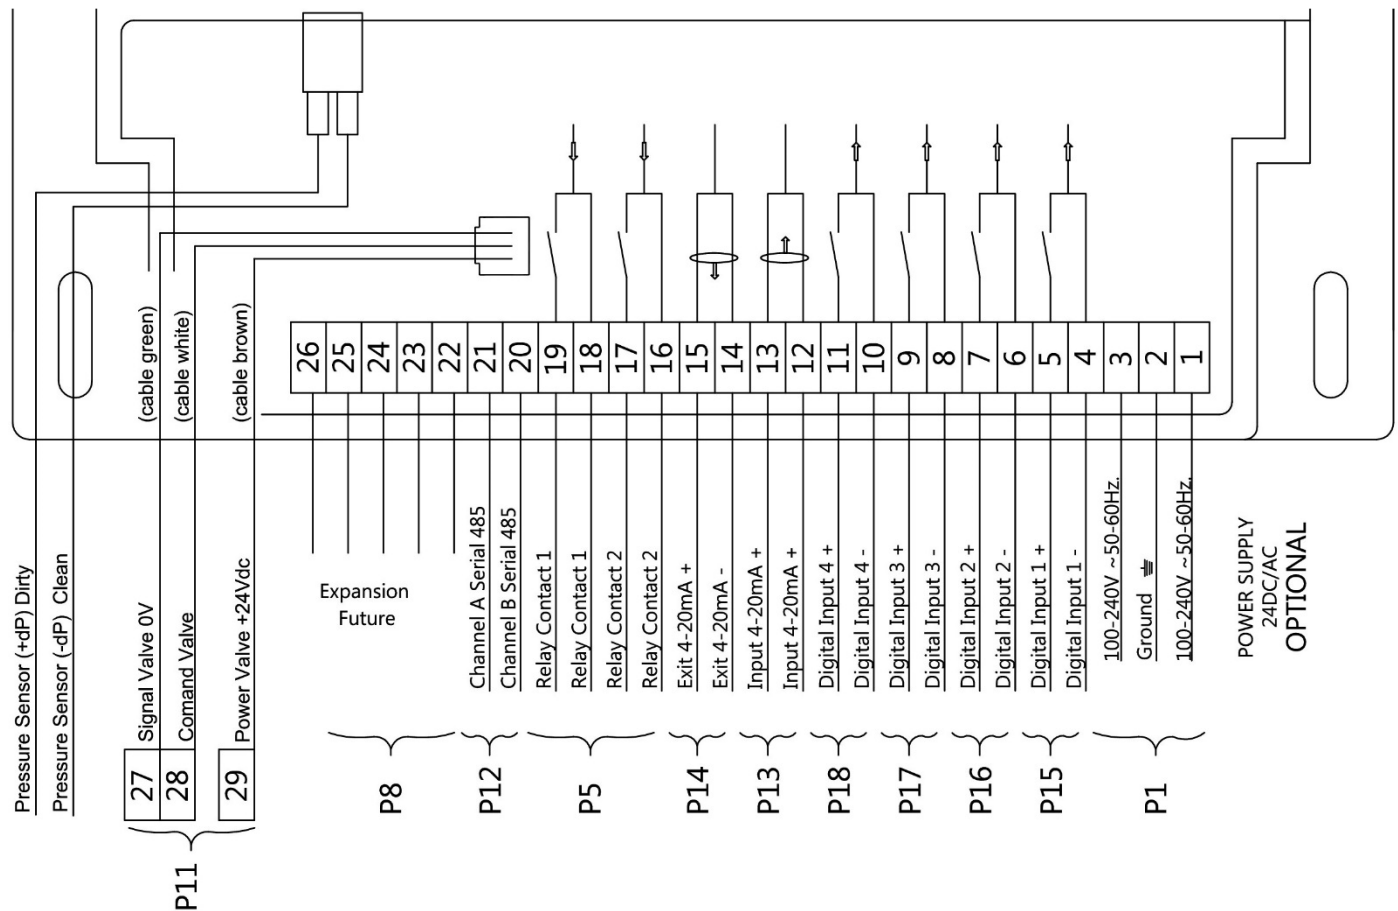 (cable green)
(cable white)
(cable brown)
26
25
24
23
22
21
20
19
18
17
16
15
14
13
12
11
10
9
8
7
6
5
4
3
2
1
Pressure Sensor (+dP) Dirty
Pressure Sensor (-dP) Clean
Signal Valve 0V
Comand Valve
Power Valve +24Vdc
Expansion
Future
Channel A Serial 485
Channel B Serial 485
Relay Contact 1
Relay Contact 1
Relay Contact 2
Relay Contact 2
Exit 4-20mA +
Exit 4-20mA -
Input 4-20mA +
Input 4-20mA +
Digital Input 4 +
Digital Input 4 -
Digital Input 3 +
Digital Input 3 -
Digital Input 2 +
Digital Input 2 -
Digital Input 1 +
Digital Input 1 -
100-240V ~50-60Hz.
Ground
100-240V ~50-60Hz.
POWER SUPPLY
24DC/AC
OPTIONAL
27
28
29
P11
P8
P12
P5
P14
P13
P18
P17
P16
P15
P1